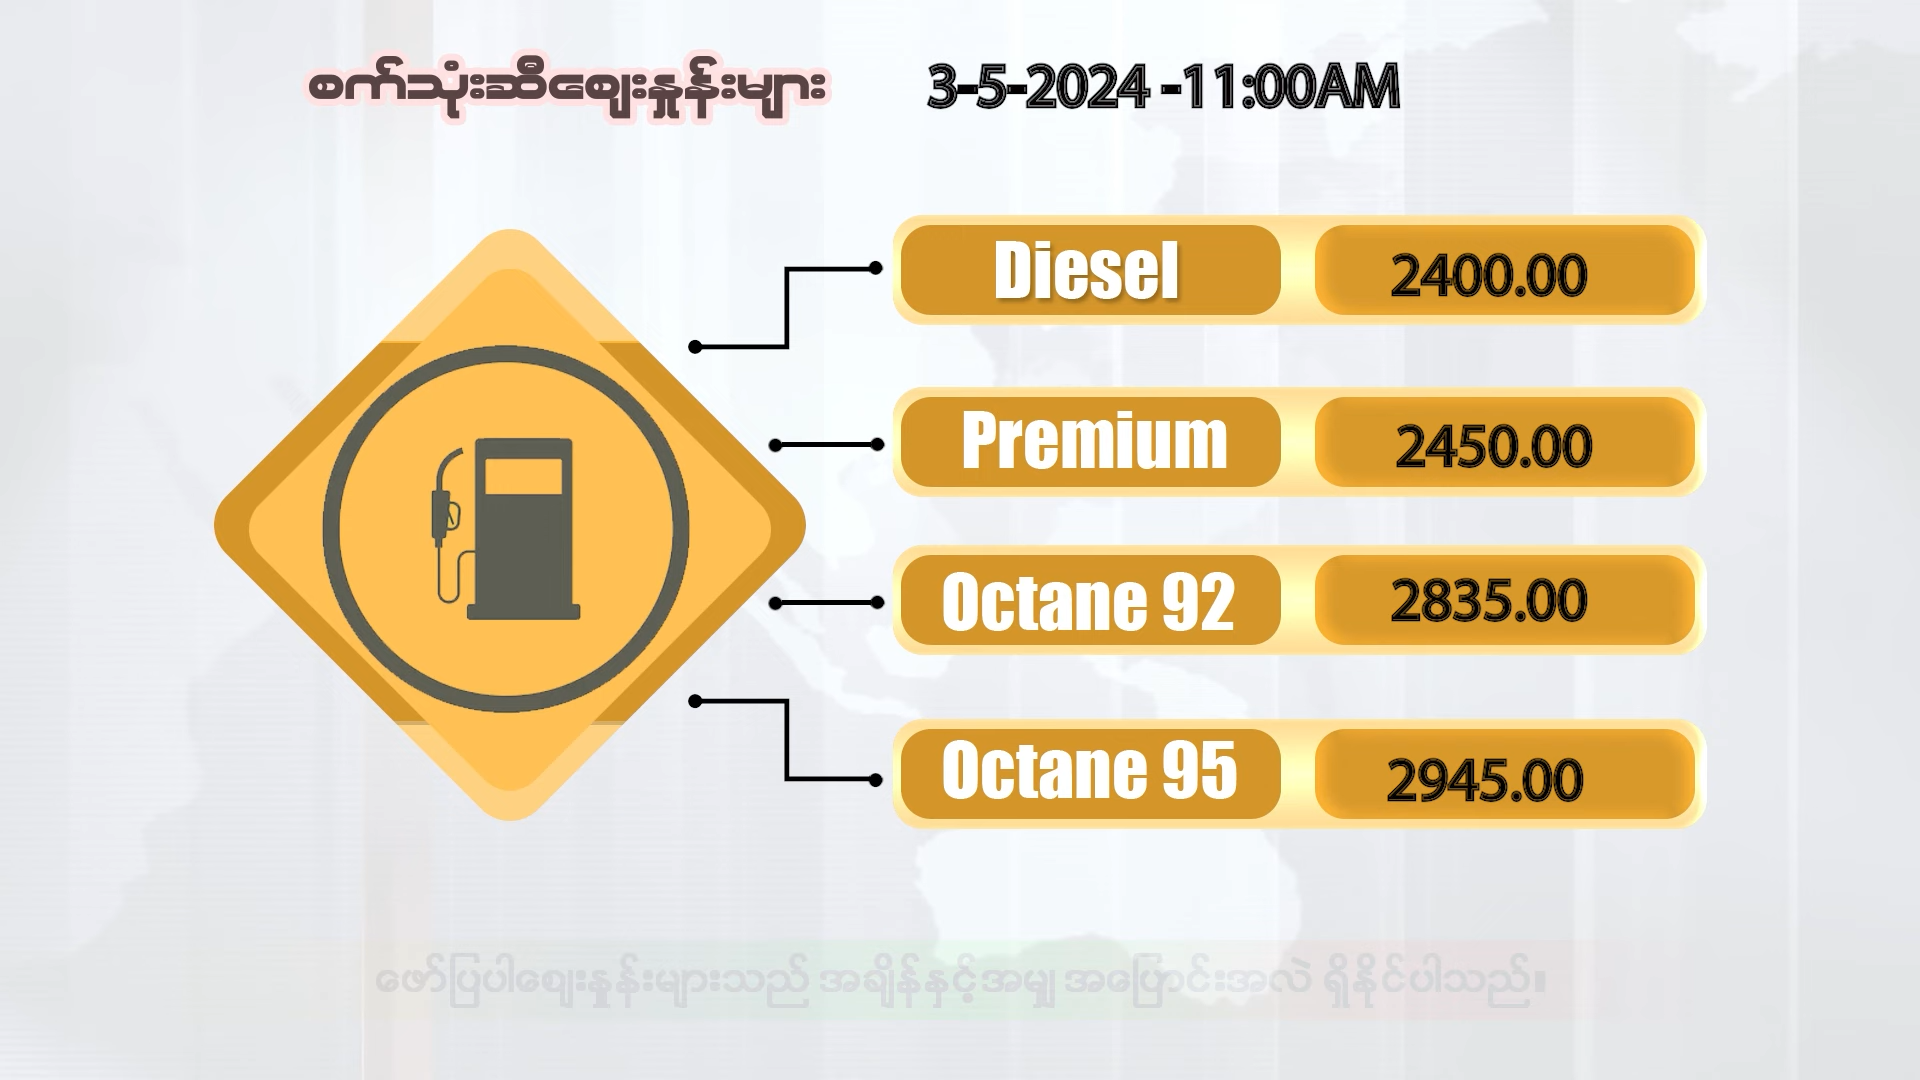 စက်သုံးဆီဈေးနှုန်းများ 3-5-2024 -11:00AM
Diesel 2400.00
Premium 2450.00
Octane 92 2835.00
Octane 95 2945.00
ဖော်ပြပါဈေးနှုန်းများသည် အချိန်နှင့်အမျှ အပြောင်းအလဲ ရှိနိုင်ပါသည်။